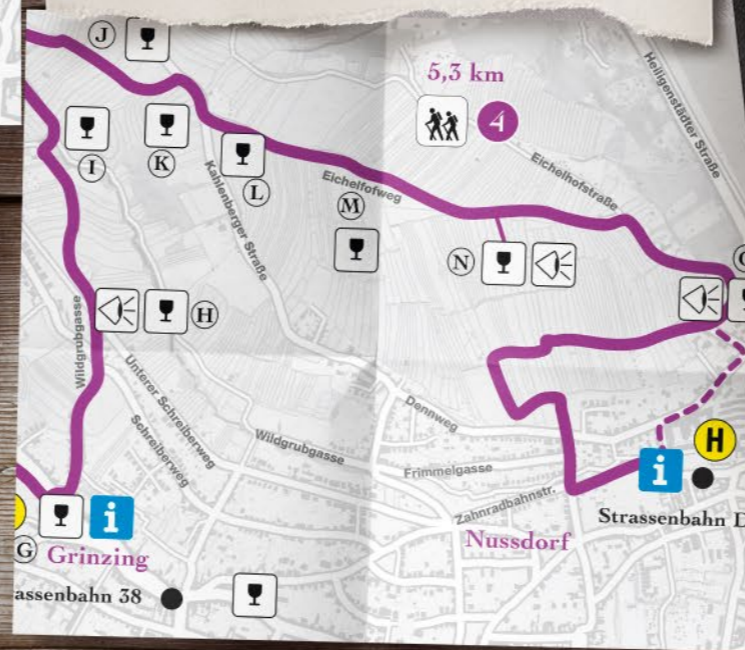 J
5,3 km
4
Heiligenstädter Straße
I
K
L
Kahlenberger Straße
Eichelfofweg
Eichelhofstraße
M
N
H
Wildgrubgasse
Unterer Schreiberweg
Schreiberweg
Wildgrubgasse
Dennweg
Frimmelgasse
Zahnradbahnstr.
H
i
Strassenbahn D
Nussdorf
i
G
Grinzing
assenbahn 38